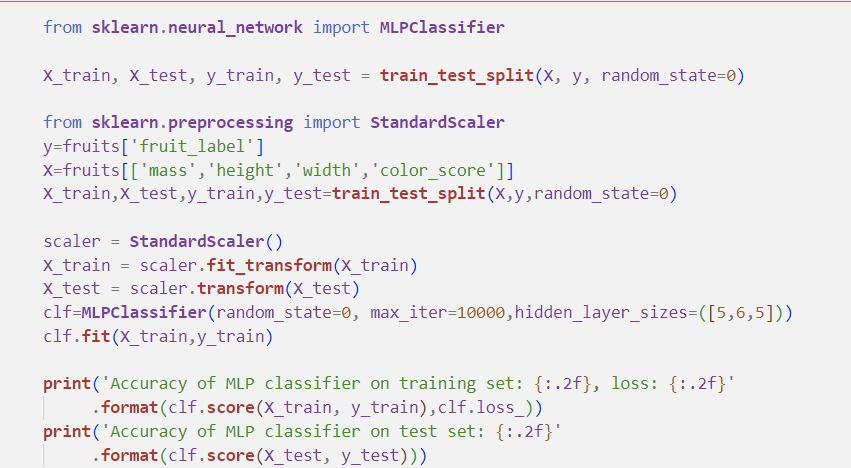 from sklearn.neural_network import MLPClassifier
X_train, X_test, y_train, y_test = train_test_split(X, y, random_state=0)
from sklearn.preprocessing import StandardScaler
y=fruits['fruit_label']
X=fruits[['mass','height','width','color_score']]
X_train,X_test,y_train,y_test=train_test_split(X,y,random_state=0)
scaler = StandardScaler()
X_train = scaler.fit_transform(X_train)
X_test = scaler.transform(X_test)
clf=MLPClassifier(random_state=0, max_iter=10000,hidden_layer_sizes=([5,6,5]))
clf.fit(X_train,y_train)
print('Accuracy of MLP classifier on training set: {:.2f}, loss: {:.2f}'
.format(clf.score(X_train, y_train),clf.loss_))
print('Accuracy of MLP classifier on test set: {:.2f}'
.format(clf.score(X_test, y_test)))